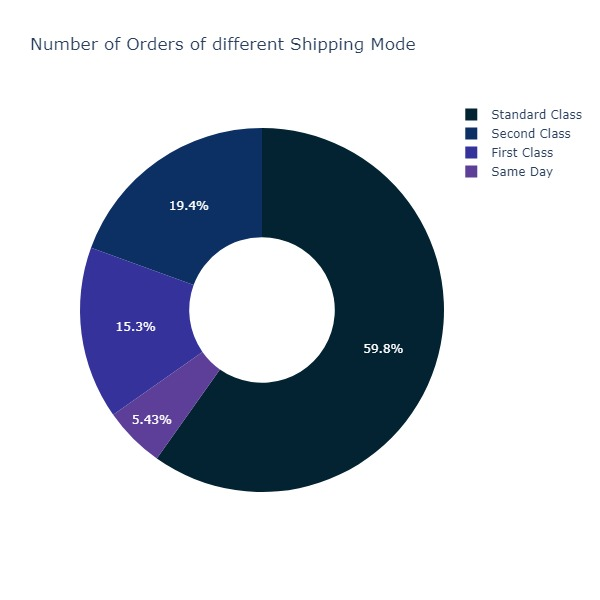 Number of Orders of different Shipping Mode
Standard Class
Second Class
First Class
Same Day
19.4%
15.3%
59.8%
5.43%